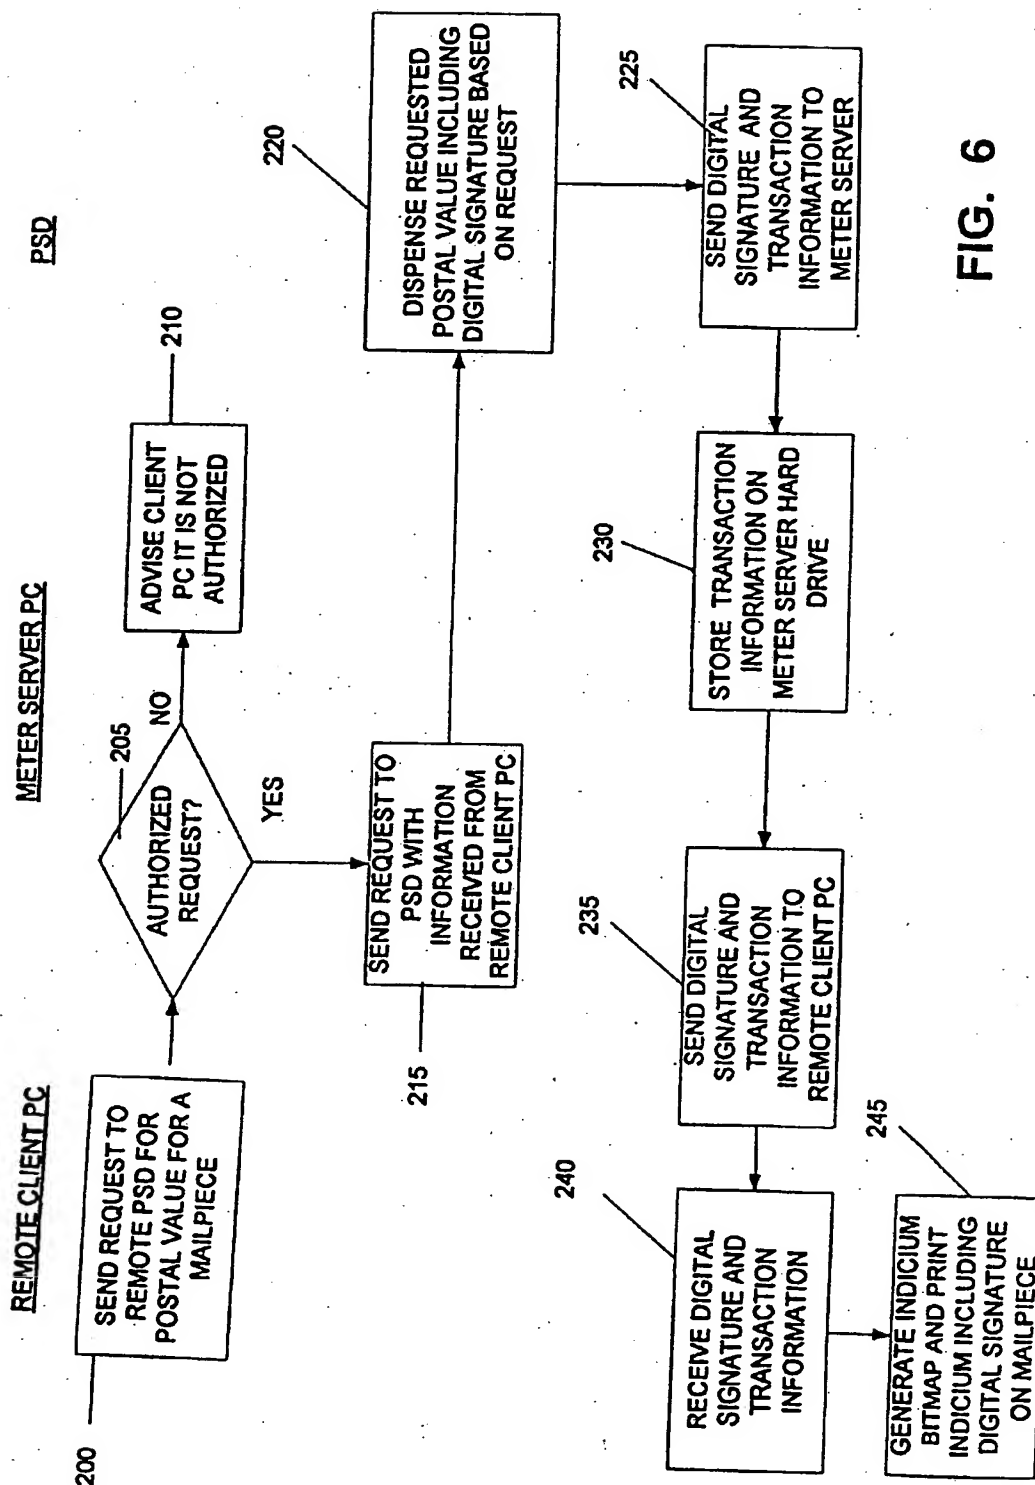 REMOTE CLIENT PC
METER SERVER PC
PSD
200
SEND REQUEST TO
REMOTE PSD FOR
POSTAL VALUE FOR A
MAILPIECE
205
AUTHORIZED
REQUEST?
NO
210
ADVISE CLIENT
PC IT IS NOT
AUTHORIZED
YES
215
SEND REQUEST TO
PSD WITH
INFORMATION
RECEIVED FROM
REMOTE CLIENT PC
220
DISPENSE REQUESTED
POSTAL VALUE INCLUDING
DIGITAL SIGNATURE BASED
ON REQUEST
225
SEND DIGITAL
SIGNATURE AND
TRANSACTION
INFORMATION TO
METER SERVER
230
STORE TRANSACTION
INFORMATION ON
METER SERVER HARD
DRIVE
235
SEND DIGITAL
SIGNATURE AND
TRANSACTION
INFORMATION TO
REMOTE CLIENT PC
240
RECEIVE DIGITAL
SIGNATURE AND
TRANSACTION
INFORMATION
245
GENERATE INDICIUM
BITMAP AND PRINT
INDICIUM INCLUDING
DIGITAL SIGNATURE
ON MAILPIECE
FIG. 6